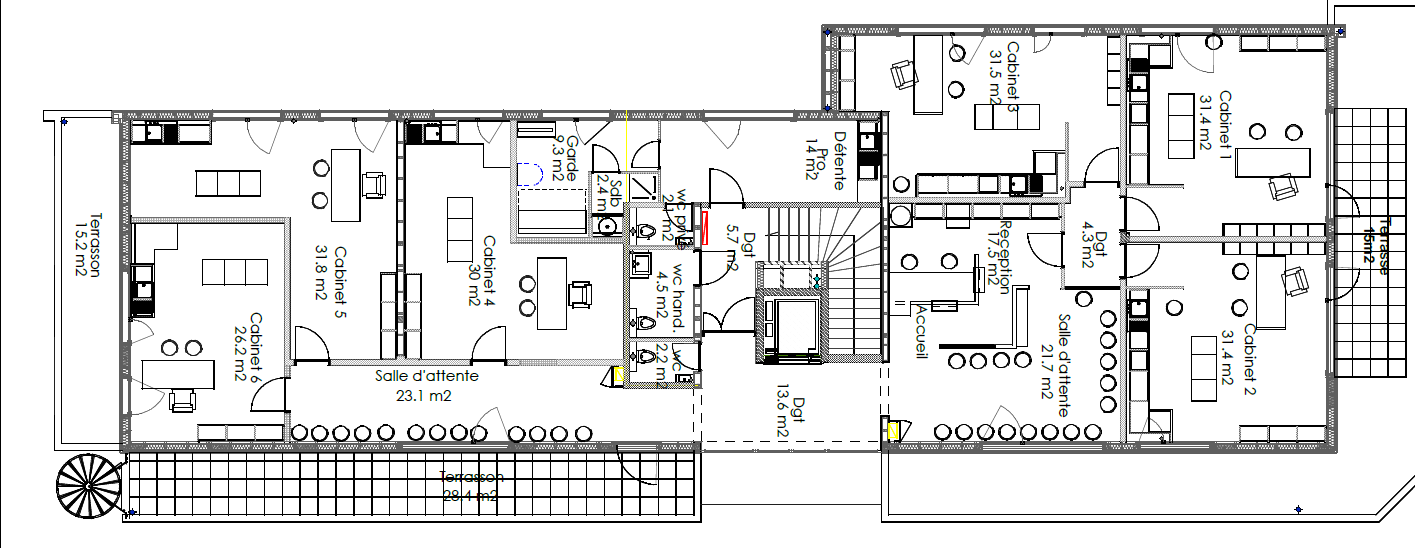 Cabinet 3
31.5 m2
Cabinet 1
31.4 m2
Garde
9.3 m2
Sdb
2.4 m
Détente
Pro
14 m2
wc privé
m2
Dgt
5.7 m2
Terrasson
15.2 m2
Cabinet 5
31.8 m2
Cabinet 4
30 m2
wc hand.
4.5 m2
Reception
17.5 m2
Dgt
4.3 m2
Terrasse
15m2
Cabinet 6
26.2 m2
wc
2.2 m2
Accueil
Salle d'attente
21.7 m2
Cabinet 2
31.4 m2
Salle d'attente
23.1 m2
Dgt
13.6 m2
Terrasson
28.4 m2